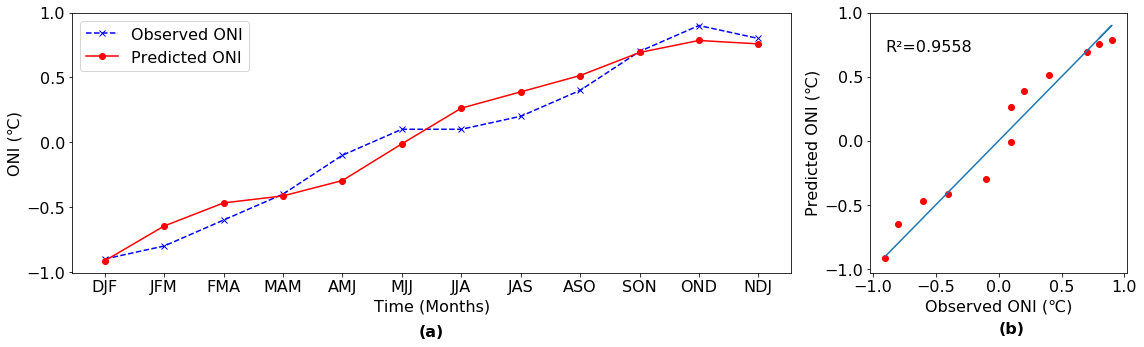 Observed ONI
Predicted ONI
1.0
0.5
0.0
−0.5
−1.0
ONI (℃)
DJF JFM FMA MAM AMJ MJJ JJA JAS ASO SON OND NDJ
Time (Months)
(a)
R²=0.9558
1.0
0.5
0.0
−0.5
−1.0
Predicted ONI (℃)
−1.0 −0.5 0.0 0.5 1.0
Observed ONI (℃)
(b)